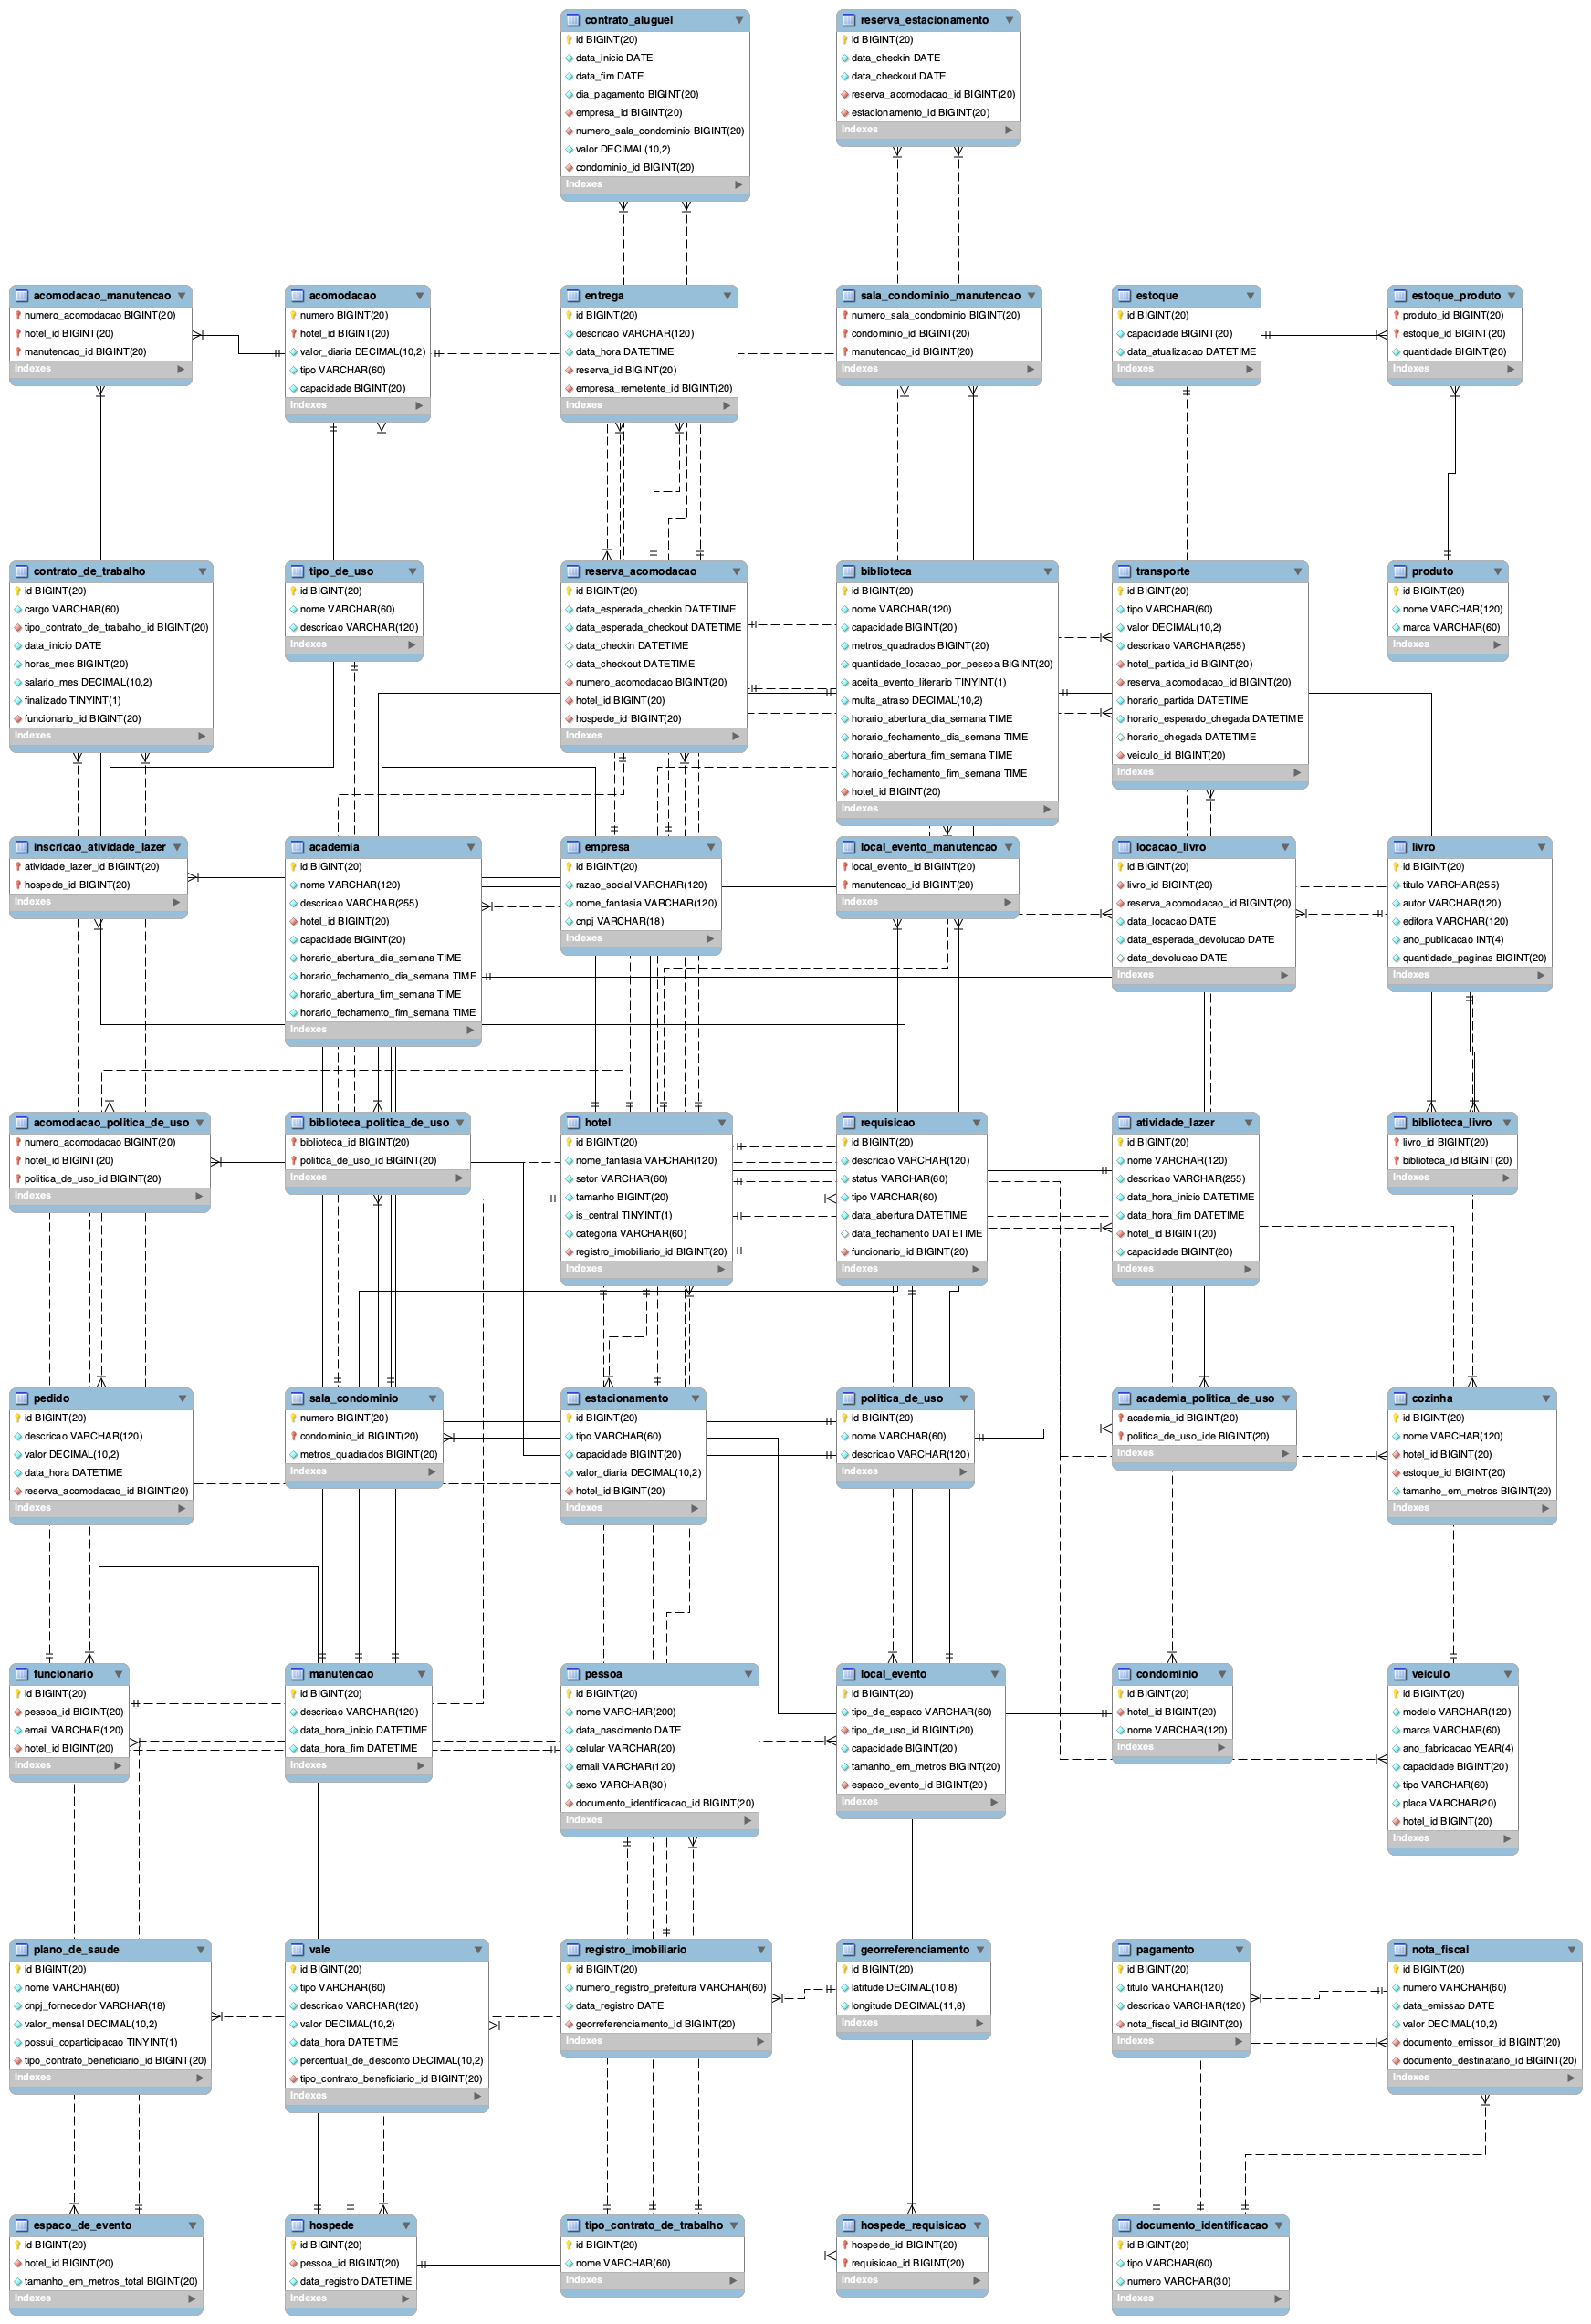 contrato_aluguel
id BIGINT(20)
data_inicio DATE
data_fim DATE
dia_pagamento BIGINT(20)
empresa_id BIGINT(20)
numero_sala_condominio BIGINT(20)
valor DECIMAL(10,2)
condominio_id BIGINT(20)
Indexes
reserva_estacionamento
id BIGINT(20)
data_checkin DATE
data_checkout DATE
reserva_acomodacao_id BIGINT(20)
estacionamento_id BIGINT(20)
Indexes
acomodacao_manutencao
numero_acomodacao BIGINT(20)
hotel_id BIGINT(20)
manutencao_id BIGINT(20)
Indexes
acomodacao
numero BIGINT(20)
hotel_id BIGINT(20)
valor_diaria DECIMAL(10,2)
tipo VARCHAR(60)
capacidade BIGINT(20)
Indexes
entrega
id BIGINT(20)
descricao VARCHAR(120)
data_hora DATETIME
reserva_id BIGINT(20)
empresa_remetente_id BIGINT(20)
Indexes
sala_condominio_manutencao
numero_sala_condominio BIGINT(20)
condominio_id BIGINT(20)
manutencao_id BIGINT(20)
Indexes
estoque
id BIGINT(20)
capacidade BIGINT(20)
data_atualizacao DATETIME
Indexes
estoque_produto
produto_id BIGINT(20)
estoque_id BIGINT(20)
quantidade BIGINT(20)
Indexes
contrato_de_trabalho
id BIGINT(20)
cargo VARCHAR(60)
tipo_contrato_de_trabalho_id BIGINT(20)
data_inicio DATE
horas_mes BIGINT(20)
salario_mes DECIMAL(10,2)
finalizado TINYINT(1)
funcionario_id BIGINT(20)
Indexes
tipo_de_uso
id BIGINT(20)
nome VARCHAR(60)
descricao VARCHAR(120)
Indexes
reserva_acomodacao
id BIGINT(20)
data_esperada_checkin DATETIME
data_esperada_checkout DATETIME
data_checkin DATETIME
data_checkout DATETIME
numero_acomodacao BIGINT(20)
hotel_id BIGINT(20)
hospede_id BIGINT(20)
Indexes
biblioteca
id BIGINT(20)
nome VARCHAR(120)
capacidade BIGINT(20)
metros_quadrados BIGINT(20)
quantidade_locacao_por_pessoa BIGINT(20)
aceita_evento_literario TINYINT(1)
multa_atraso DECIMAL(10,2)
horario_abertura_dia_semana TIME
horario_fechamento_dia_semana TIME
horario_abertura_fim_semana TIME
horario_fechamento_fim_semana TIME
hotel_id BIGINT(20)
Indexes
transporte
id BIGINT(20)
tipo VARCHAR(60)
valor DECIMAL(10,2)
descricao VARCHAR(255)
hotel_partida_id BIGINT(20)
reserva_acomodacao_id BIGINT(20)
horario_partida DATETIME
horario_esperado_chegada DATETIME
horario_chegada DATETIME
veiculo_id BIGINT(20)
Indexes
produto
id BIGINT(20)
nome VARCHAR(120)
marca VARCHAR(60)
Indexes
inscricao_atividade_lazer
atividade_lazer_id BIGINT(20)
hospede_id BIGINT(20)
Indexes
academia
id BIGINT(20)
nome VARCHAR(120)
descricao VARCHAR(255)
hotel_id BIGINT(20)
capacidade BIGINT(20)
horario_abertura_dia_semana TIME
horario_fechamento_dia_semana TIME
horario_abertura_fim_semana TIME
horario_fechamento_fim_semana TIME
Indexes
empresa
id BIGINT(20)
razao_social VARCHAR(120)
nome_fantasia VARCHAR(120)
cnpj VARCHAR(18)
Indexes
local_evento_manutencao
local_evento_id BIGINT(20)
manutencao_id BIGINT(20)
Indexes
locacao_livro
id BIGINT(20)
livro_id BIGINT(20)
reserva_acomodacao_id BIGINT(20)
data_locacao DATE
data_esperada_devolucao DATE
data_devolucao DATE
Indexes
livro
id BIGINT(20)
titulo VARCHAR(255)
autor VARCHAR(120)
editora VARCHAR(120)
ano_publicacao INT(4)
quantidade_paginas BIGINT(20)
Indexes
acomodacao_politica_de_uso
numero_acomodacao BIGINT(20)
hotel_id BIGINT(20)
politica_de_uso_id BIGINT(20)
Indexes
biblioteca_politica_de_uso
biblioteca_id BIGINT(20)
politica_de_uso_id BIGINT(20)
Indexes
hotel
id BIGINT(20)
nome_fantasia VARCHAR(120)
setor VARCHAR(60)
tamanho BIGINT(20)
is_central TINYINT(1)
categoria VARCHAR(60)
registro_imobiliario_id BIGINT(20)
Indexes
requisicao
id BIGINT(20)
descricao VARCHAR(120)
status VARCHAR(60)
tipo VARCHAR(60)
data_abertura DATETIME
data_fechamento DATETIME
funcionario_id BIGINT(20)
Indexes
atividade_lazer
id BIGINT(20)
nome VARCHAR(120)
descricao VARCHAR(255)
data_hora_inicio DATETIME
data_hora_fim DATETIME
hotel_id BIGINT(20)
capacidade BIGINT(20)
Indexes
biblioteca_livro
livro_id BIGINT(20)
biblioteca_id BIGINT(20)
Indexes
pedido
id BIGINT(20)
descricao VARCHAR(120)
valor DECIMAL(10,2)
data_hora DATETIME
reserva_acomodacao_id BIGINT(20)
Indexes
sala_condominio
numero BIGINT(20)
condominio_id BIGINT(20)
metros_quadrados BIGINT(20)
Indexes
estacionamento
id BIGINT(20)
tipo VARCHAR(60)
capacidade BIGINT(20)
valor_diaria DECIMAL(10,2)
hotel_id BIGINT(20)
Indexes
politica_de_uso
id BIGINT(20)
nome VARCHAR(60)
descricao VARCHAR(120)
Indexes
academia_politica_de_uso
academia_id BIGINT(20)
politica_de_uso_ide BIGINT(20)
Indexes
cozinha
id BIGINT(20)
nome VARCHAR(120)
hotel_id BIGINT(20)
estoque_id BIGINT(20)
tamanho_em_metros BIGINT(20)
Indexes
funcionario
id BIGINT(20)
pessoa_id BIGINT(20)
email VARCHAR(120)
hotel_id BIGINT(20)
Indexes
manutencao
id BIGINT(20)
descricao VARCHAR(120)
data_hora_inicio DATETIME
data_hora_fim DATETIME
Indexes
pessoa
id BIGINT(20)
nome VARCHAR(200)
data_nascimento DATE
celular VARCHAR(20)
email VARCHAR(120)
sexo VARCHAR(30)
documento_identificacao_id BIGINT(20)
Indexes
local_evento
id BIGINT(20)
tipo_de_espaco VARCHAR(60)
tipo_de_uso_id BIGINT(20)
capacidade BIGINT(20)
tamanho_em_metros BIGINT(20)
espaco_evento_id BIGINT(20)
Indexes
condominio
id BIGINT(20)
hotel_id BIGINT(20)
nome VARCHAR(120)
Indexes
veiculo
id BIGINT(20)
modelo VARCHAR(120)
marca VARCHAR(60)
ano_fabricacao YEAR(4)
capacidade BIGINT(20)
tipo VARCHAR(60)
placa VARCHAR(20)
hotel_id BIGINT(20)
Indexes
plano_de_saude
id BIGINT(20)
nome VARCHAR(60)
cnpj_fornecedor VARCHAR(18)
valor_mensal DECIMAL(10,2)
possui_coparticipacao TINYINT(1)
tipo_contrato_beneficiario_id BIGINT(20)
Indexes
vale
id BIGINT(20)
tipo VARCHAR(60)
descricao VARCHAR(120)
valor DECIMAL(10,2)
data_hora DATETIME
percentual_de_desconto DECIMAL(10,2)
tipo_contrato_beneficiario_id BIGINT(20)
Indexes
registro_imobiliario
id BIGINT(20)
numero_registro_prefeitura VARCHAR(60)
data_registro DATE
georreferenciamento_id BIGINT(20)
Indexes
georreferenciamento
id BIGINT(20)
latitude DECIMAL(10,8)
longitude DECIMAL(11,8)
Indexes
pagamento
id BIGINT(20)
titulo VARCHAR(120)
descricao VARCHAR(120)
nota_fiscal_id BIGINT(20)
Indexes
nota_fiscal
id BIGINT(20)
numero VARCHAR(60)
data_emissao DATE
valor DECIMAL(10,2)
documento_emissor_id BIGINT(20)
documento_destinatario_id BIGINT(20)
Indexes
espaco_de_evento
id BIGINT(20)
hotel_id BIGINT(20)
tamanho_em_metros_total BIGINT(20)
Indexes
hospede
id BIGINT(20)
pessoa_id BIGINT(20)
data_registro DATETIME
Indexes
tipo_contrato_de_trabalho
id BIGINT(20)
nome VARCHAR(60)
Indexes
hospede_requisicao
hospede_id BIGINT(20)
requisicao_id BIGINT(20)
Indexes
documento_identificacao
id BIGINT(20)
tipo VARCHAR(60)
numero VARCHAR(30)
Indexes